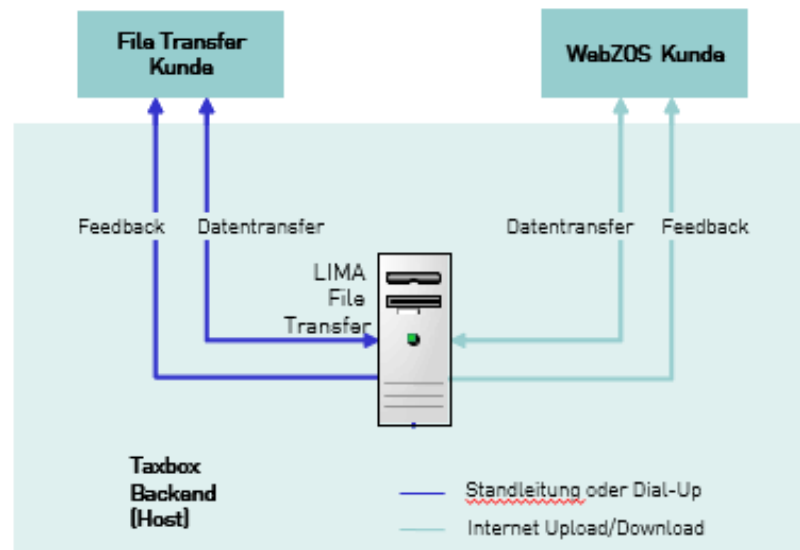 File Transfer
Kunde
WebZOS Kunde
Feedback
Datentransfer
Datentransfer
Feedback
LIMA
File
Transfer
Taxbox
Backend
(Host)
Standleitung oder Dial-Up
Internet Upload/Download